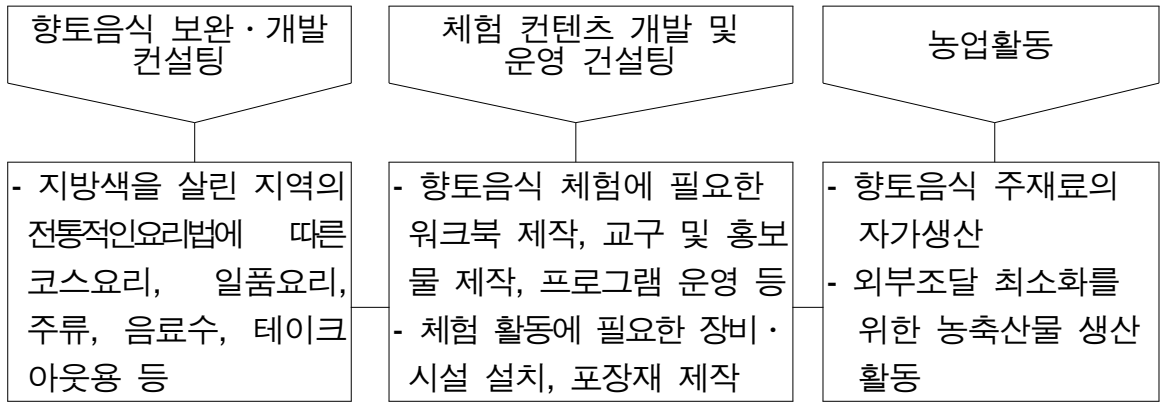 향토음식 보완・개발
컨설팅
- 지방색을 살린 지역의
전통적인요리법에 따른
코스요리, 일품요리,
주류, 음료수, 테이크
아웃용 등
체험 컨텐츠 개발 및
운영 건설팅
- 향토음식 체험에 필요한
워크북 제작, 교구 및 홍보
물 제작, 프로그램 운영 등
- 체험 활동에 필요한 장비・
시설 설치, 포장재 제작
농업활동
- 향토음식 주재료의
자가생산
- 외부조달 최소화를
위한 농축산물 생산
활동